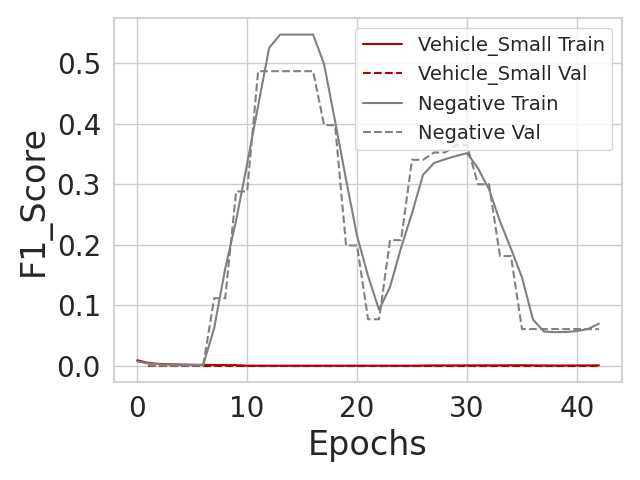 Vehicle_Small Train
Vehicle_Small Val
Negative Train
Negative Val
F1_Score
0.5
0.4
0.3
0.2
0.1
0.0
0 10 20 30 40
Epochs